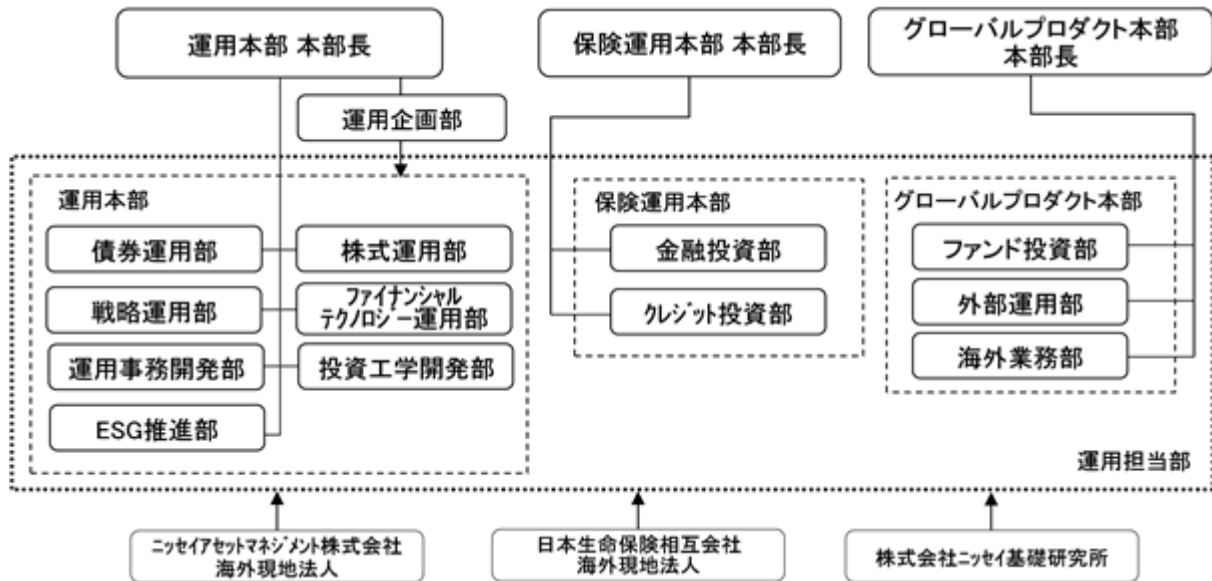 運用本部 本部長
保険運用本部 本部長
グローバルプロダクト本部
本部長
運用企画部
運用本部
債券運用部
株式運用部
戦略運用部
ファイナンシャル
テクノロジー運用部
運用事務開発部
投資工学開発部
ESG推進部
保険運用本部
金融投資部
クレジット投資部
グローバルプロダクト本部
ファンド投資部
外部運用部
海外業務部
運用担当部
ニッセイアセットマネジメント株式会社
海外現地法人
日本生命保険相互会社
海外現地法人
株式会社ニッセイ基礎研究所